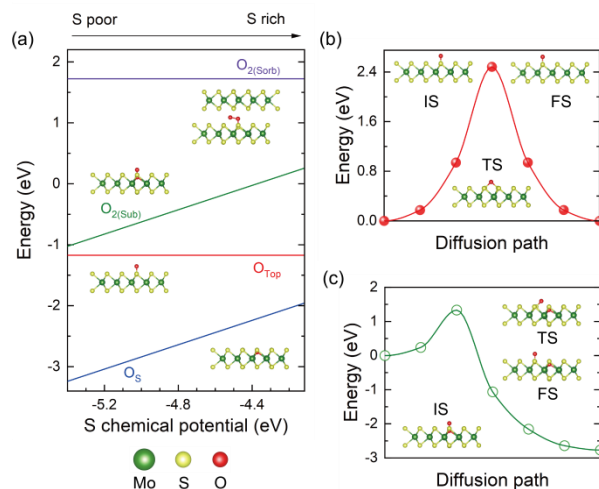 S poor S rich
(a)
O2(Sorb)
O2(Sub)
OTop
OS
Energy (eV)
2
1
0
-1
-2
-3
-5.2 -4.8 -4.4
S chemical potential (eV)
Mo S O
(b)
IS FS
TS
Energy (eV)
2.4
1.6
0.8
0.0
Diffusion path
(c)
TS
FS
IS
Energy (eV)
3
2
1
0
-1
-2
-3
Diffusion path